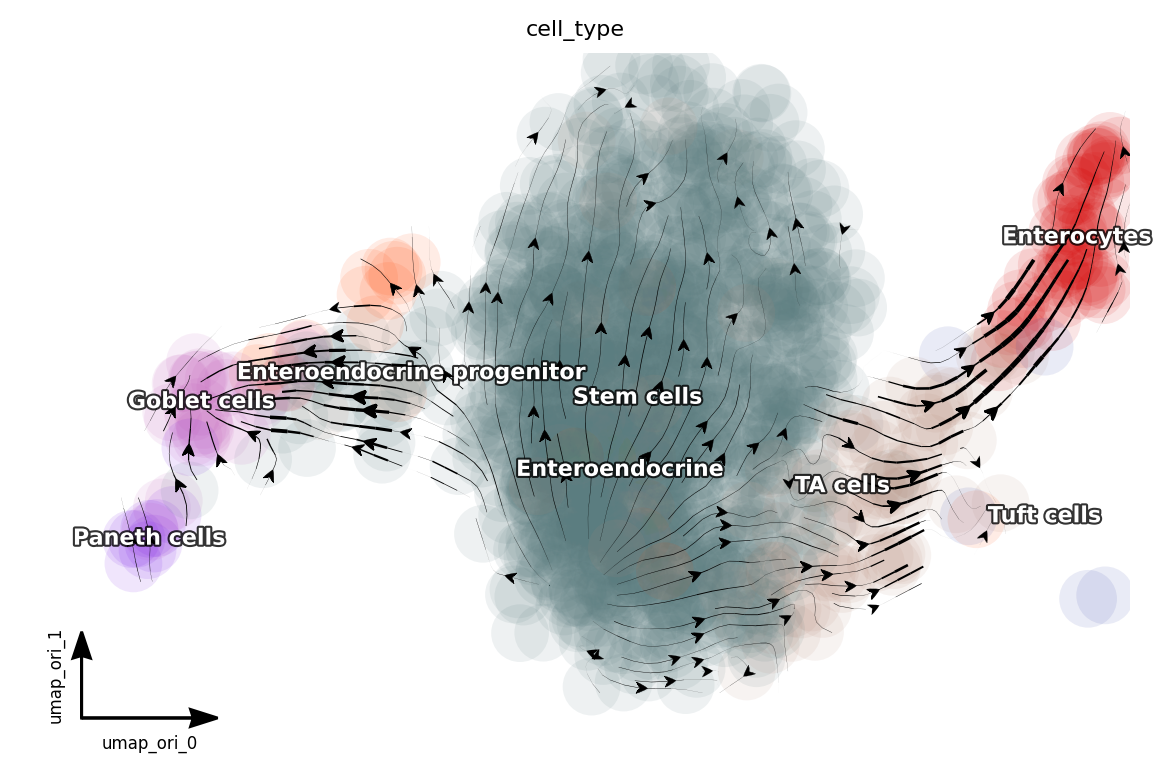 cell_type
Enterocytes
Enteroendocrine progenitor
Goblet cells
Stem cells
Enteroendocrine
TA cells
Tuft cells
Paneth cells
umap_ori_1
umap_ori_0